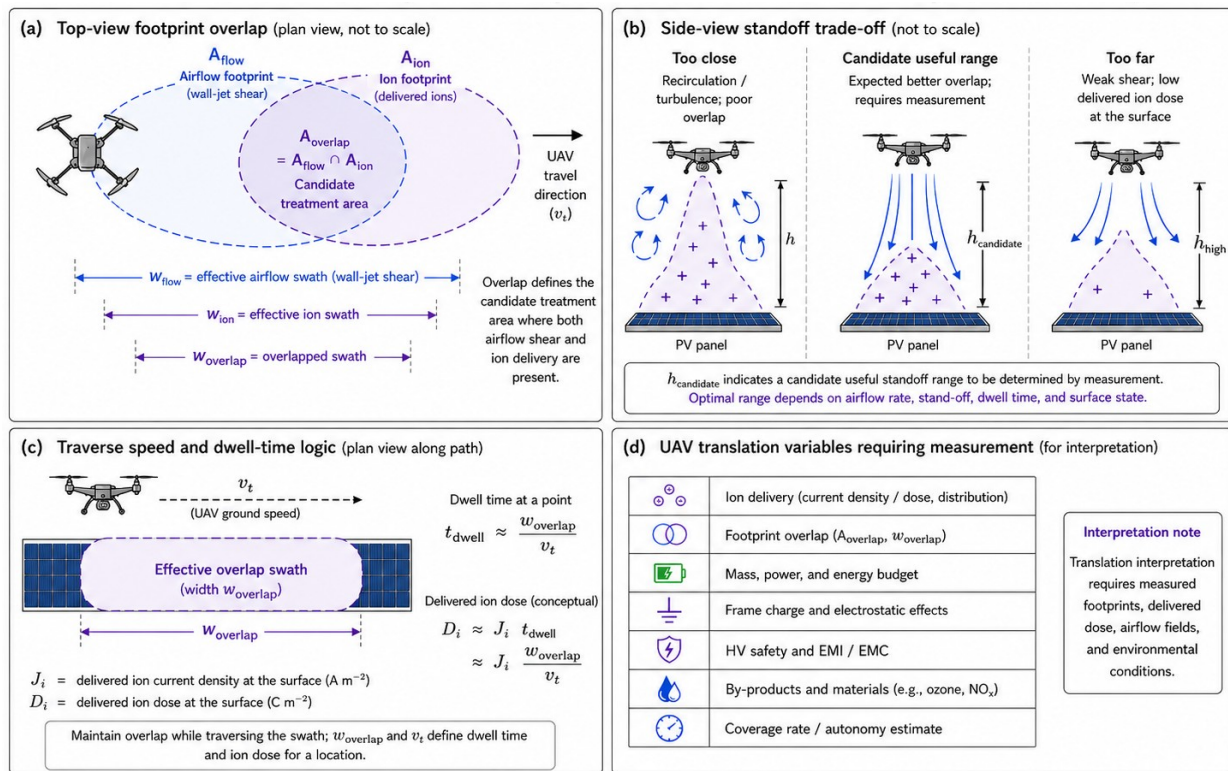 (a) Top-view footprint overlap (plan view, not to scale)
A_flow
Airflow footprint
(wall-jet shear)
A_ion
Ion footprint
(delivered ions)
A_overlap
= A_flow ∩ A_ion
Candidate
treatment area
UAV
travel
direction
(v_t)
w_flow = effective airflow swath (wall-jet shear)
w_ion = effective ion swath
w_overlap = overlapped swath
Overlap defines the
candidate treatment
area where both
airflow shear and
ion delivery are
present.
(b) Side-view standoff trade-off (not to scale)
Too close
Recirculation /
turbulence; poor
overlap
h
PV panel
Candidate useful range
Expected better overlap;
requires measurement
h_candidate
PV panel
Too far
Weak shear; low
delivered ion dose
at the surface
h_high
PV panel
h_candidate indicates a candidate useful standoff range to be determined by measurement.
Optimal range depends on airflow rate, stand-off, dwell time, and surface state.
(c) Traverse speed and dwell-time logic (plan view along path)
v_t
(UAV ground speed)
Effective overlap swath
(width w_overlap)
w_overlap
Dwell time at a point
t_dwell ≈ w_overlap / v_t
Delivered ion dose (conceptual)
D_i ≈ J_i t_dwell
≈ J_i w_overlap / v_t
J_i = delivered ion current density at the surface (A m⁻²)
D_i = delivered ion dose at the surface (C m⁻²)
Maintain overlap while traversing the swath; w_overlap and v_t define dwell time
and ion dose for a location.
(d) UAV translation variables requiring measurement (for interpretation)
Ion delivery (current density / dose, distribution)
Footprint overlap (A_overlap, w_overlap)
Mass, power, and energy budget
Frame charge and electrostatic effects
HV safety and EMI / EMC
By-products and materials (e.g., ozone, NOₓ)
Coverage rate / autonomy estimate
Interpretation note
Translation interpretation
requires measured
footprints, delivered
dose, airflow fields,
and environmental
conditions.